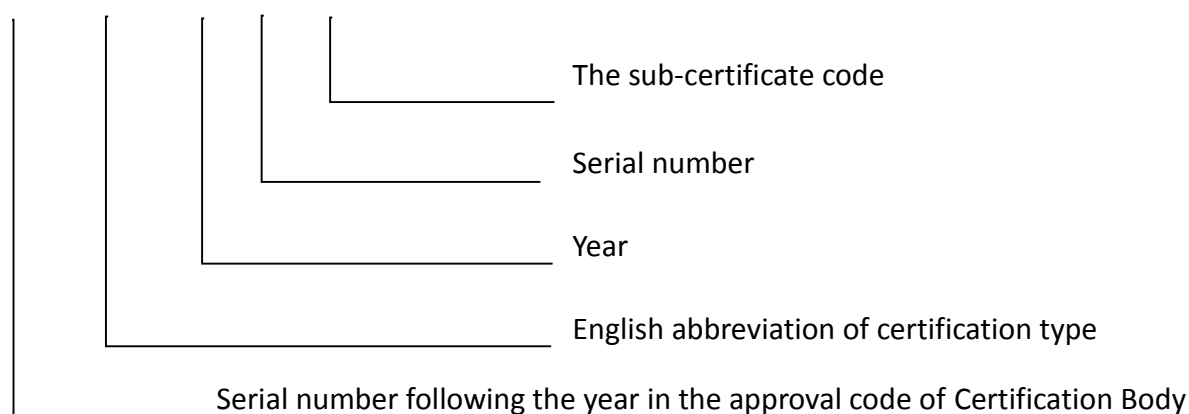 The sub-certificate code
Serial number
Year
English abbreviation of certification type
Serial number following the year in the approval code of Certification Body